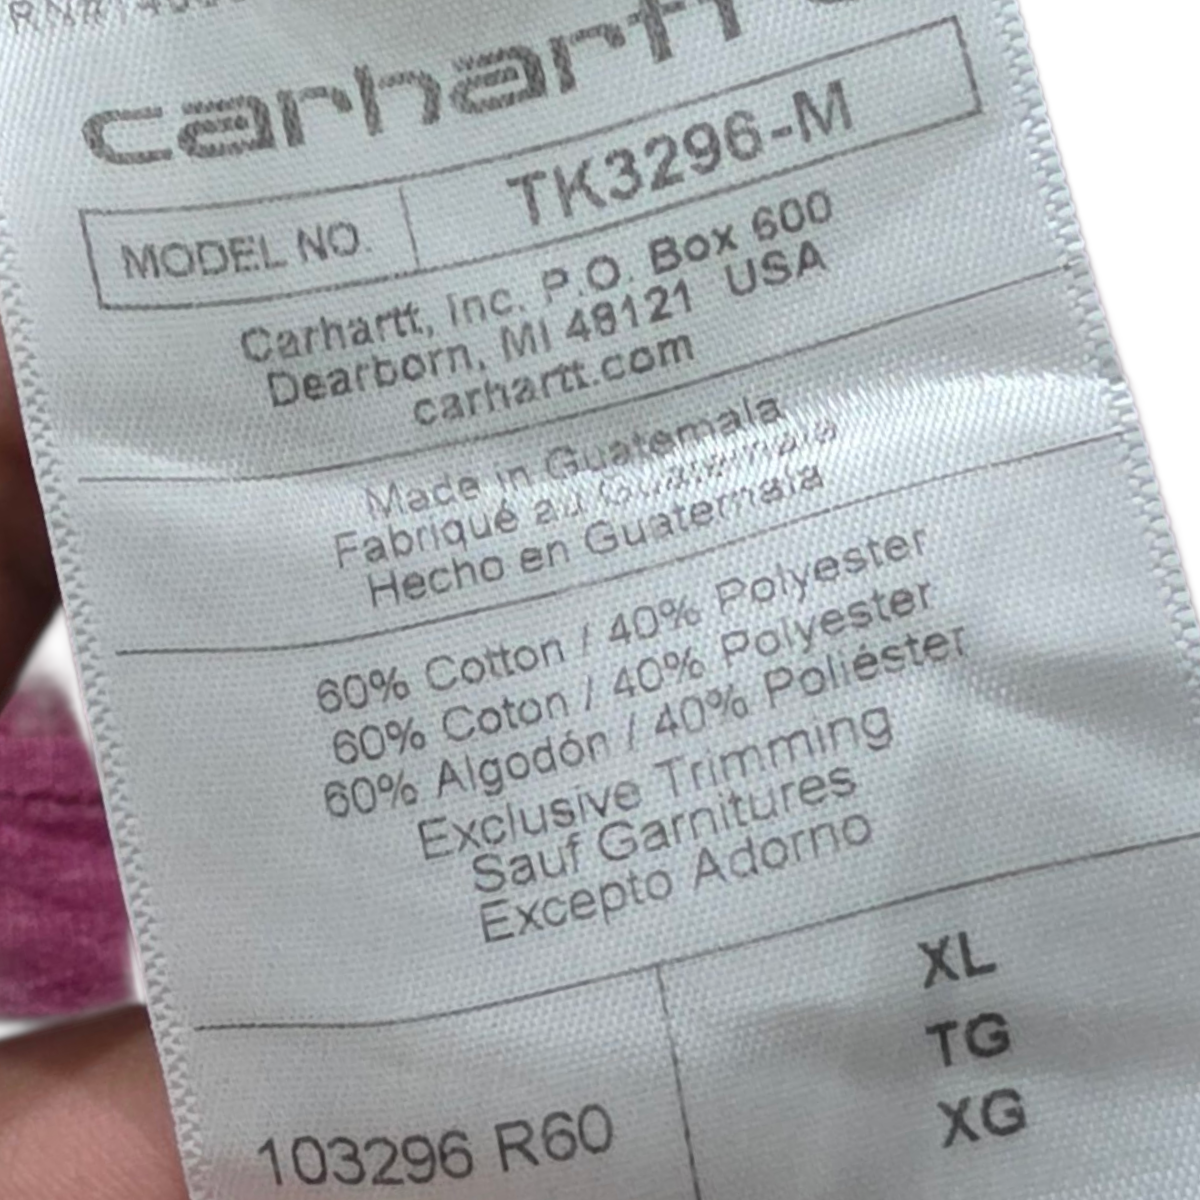 carhartt
MODEL NO. TK3296-M
Carhartt, Inc. P.O. Box 600
Dearborn, MI 48121 USA
carhartt.com
Made in Guatemala
Fabriqué au Guatemala
Hecho en Guatemala
60% Cotton / 40% Polyester
60% Coton / 40% Polyester
60% Algodón / 40% Poliéster
Exclusive Trimming
Sauf Garnitures
Excepto Adorno
XL
TG
103296 R60 XG